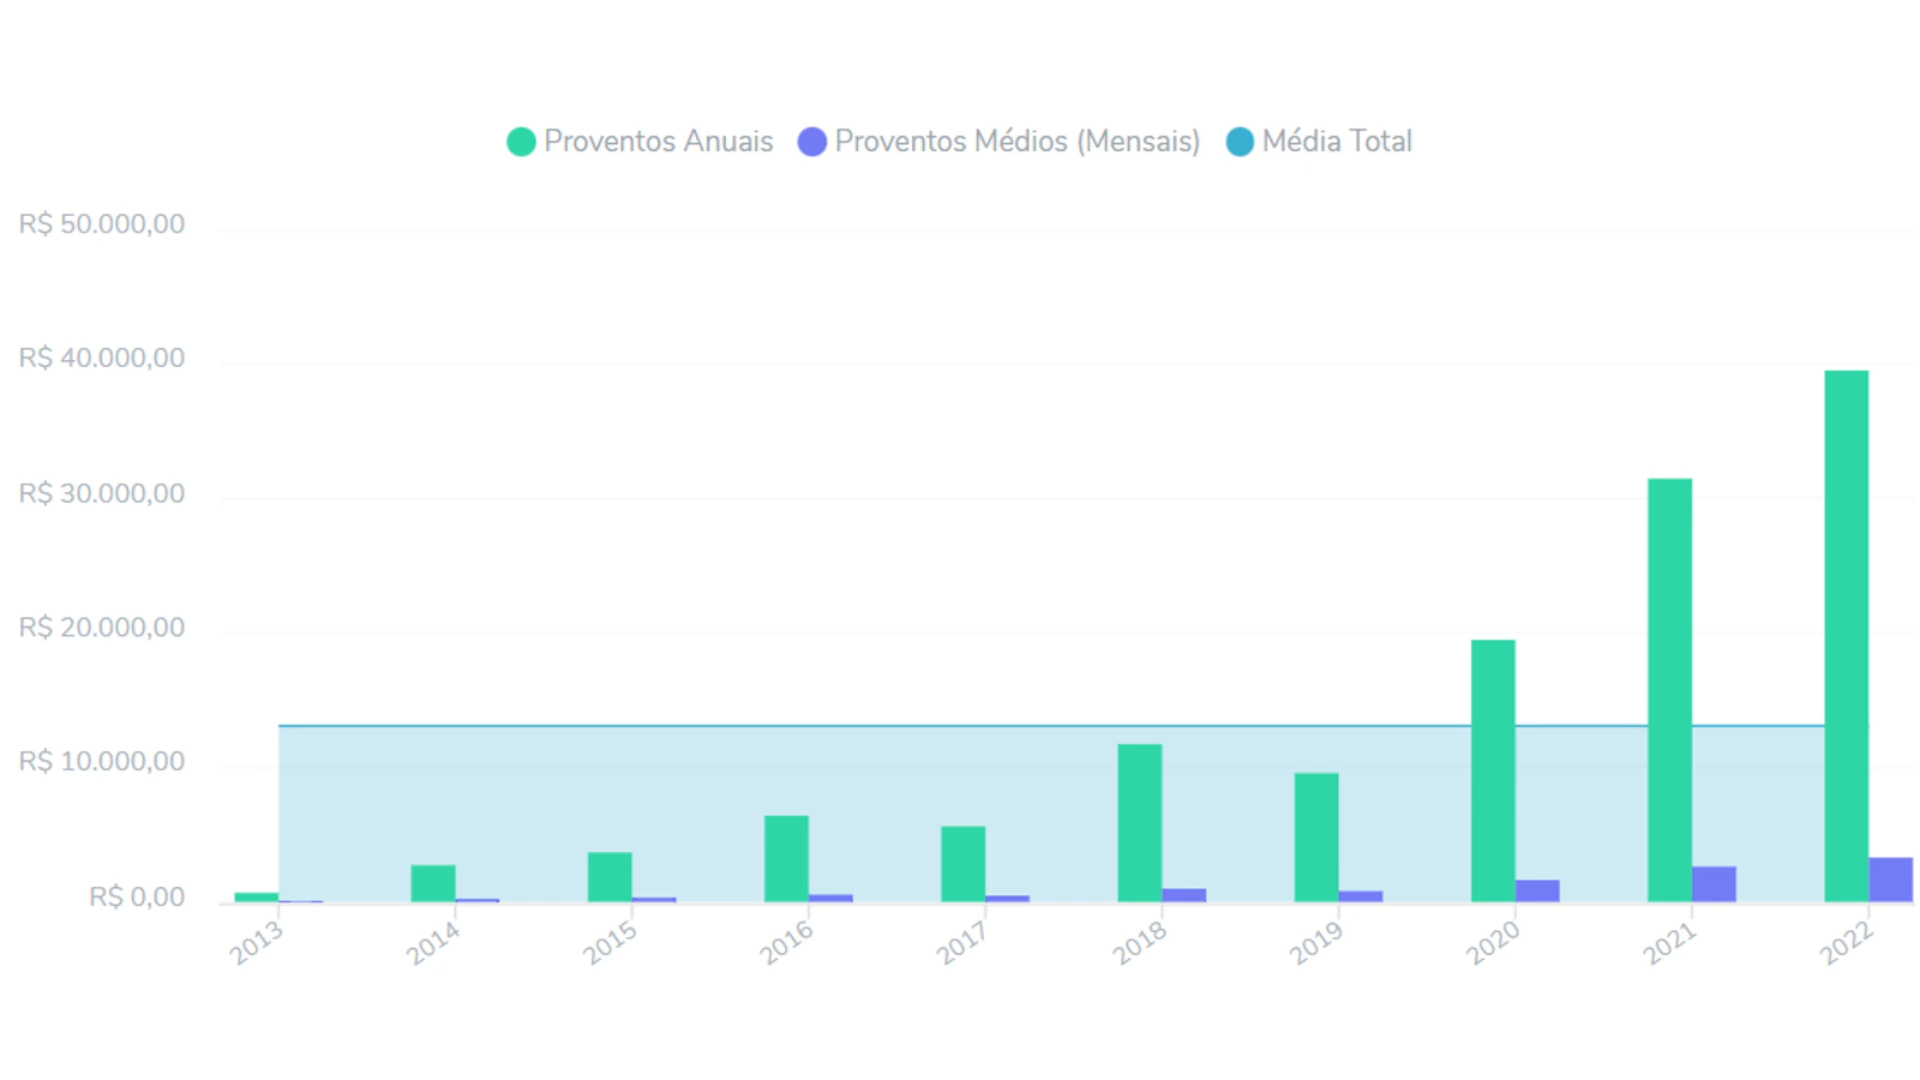 Proventos Anuais Proventos Médios (Mensais) Média Total
R$ 50.000,00
R$ 40.000,00
R$ 30.000,00
R$ 20.000,00
R$ 10.000,00
R$ 0,00
2013 2014 2015 2016 2017 2018 2019 2020 2021 2022